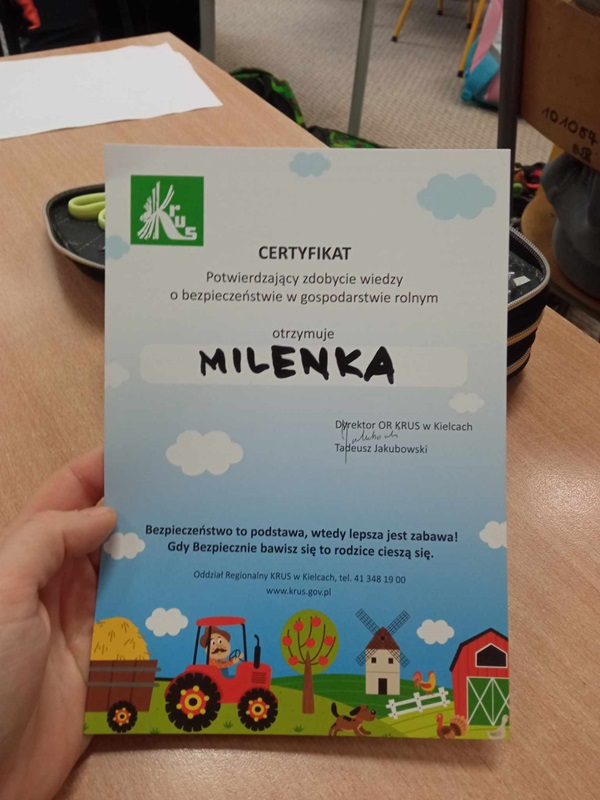 101087
KRUS
CERTYFIKAT
Potwierdzający zdobycie wiedzy
o bezpieczeństwie w gospodarstwie rolnym
otrzymuje
MILENKA
Dyrektor OR KRUS w Kielcach
Tadeusz Jakubowski
Bezpieczeństwo to podstawa, wtedy lepsza jest zabawa!
Gdy Bezpiecznie bawisz się to rodzice cieszą się.
Oddział Regionalny KRUS w Kielcach, tel. 41 348 19 00
www.krus.gov.pl